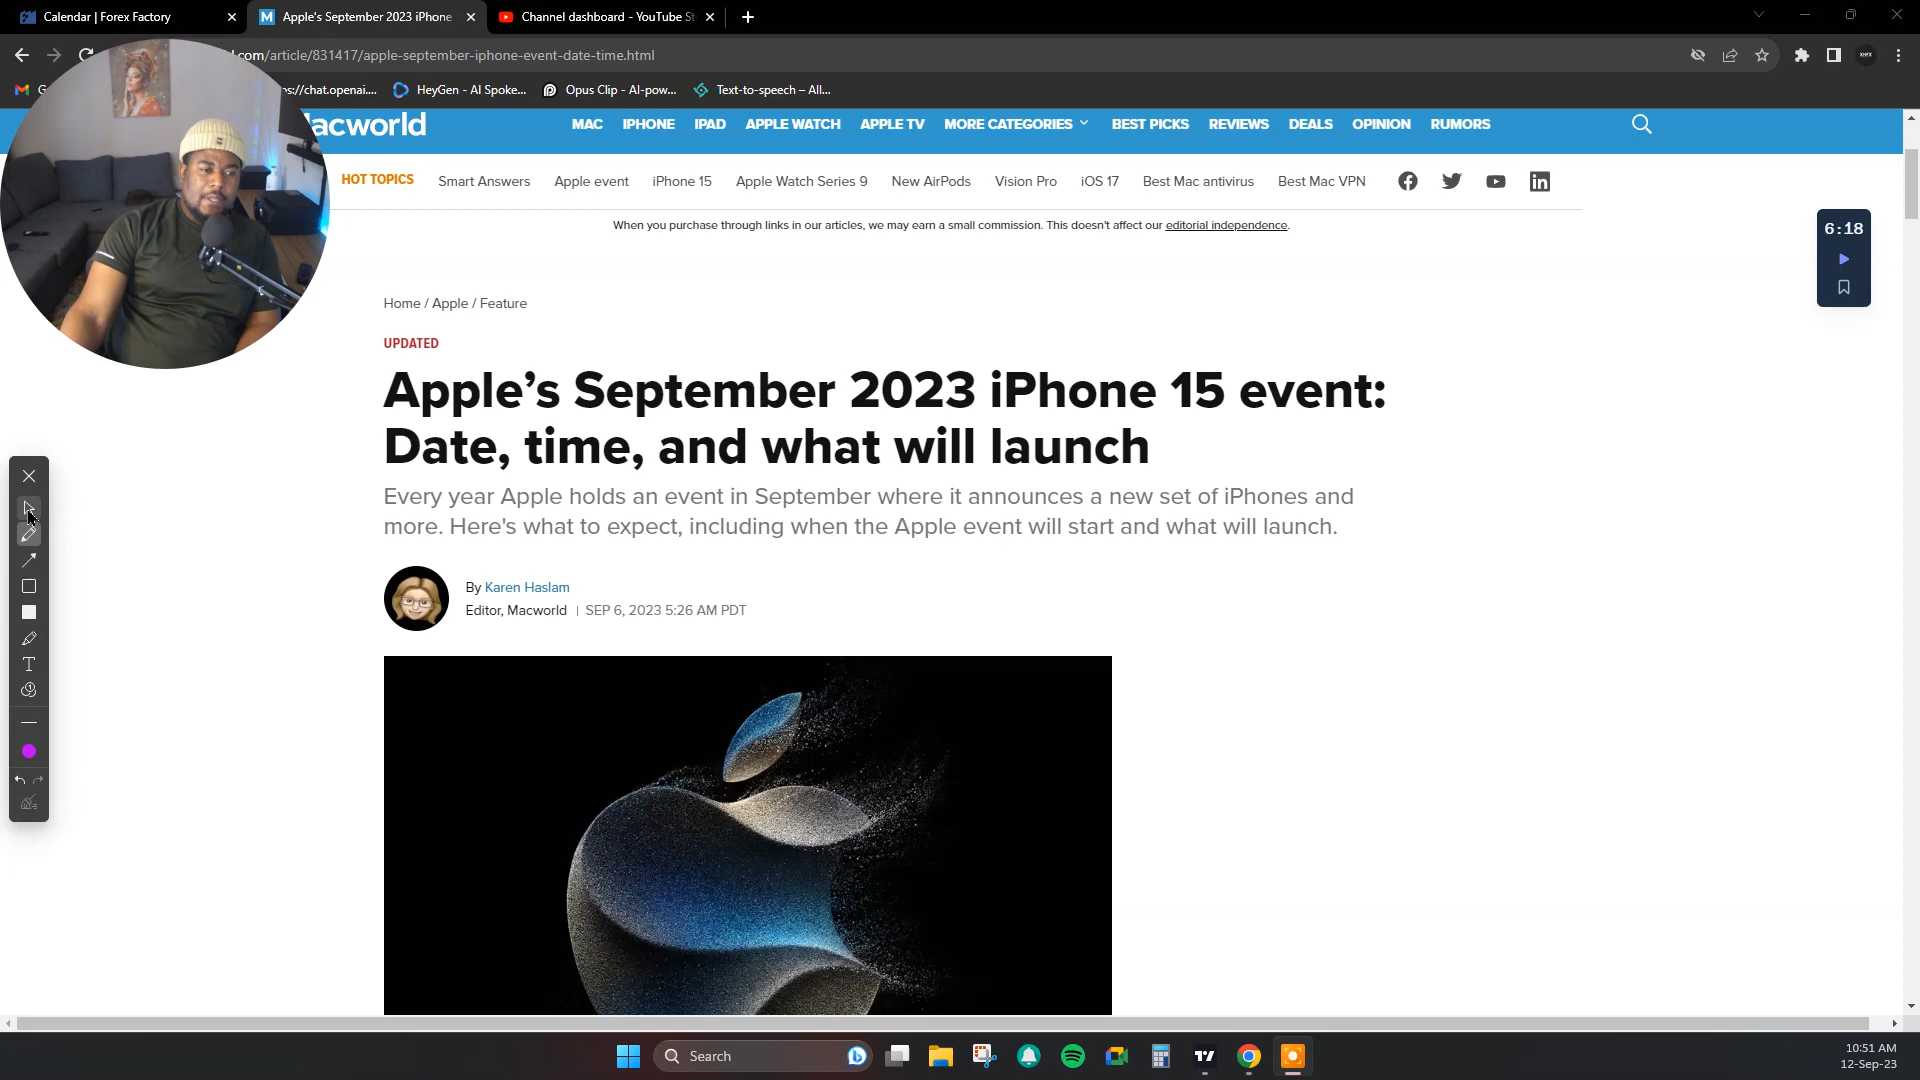 Calendar | Forex Factory
Apple's September 2023 iPhone
Channel dashboard - YouTube St
.com/article/831417/apple-september-iphone-event-date-time.html
G
ps://chat.openai....
HeyGen - AI Spoke...
Opus Clip - AI-pow...
Text-to-speech – All...
Macworld
MAC
IPHONE
IPAD
APPLE WATCH
APPLE TV
MORE CATEGORIES
BEST PICKS
REVIEWS
DEALS
OPINION
RUMORS
HOT TOPICS
Smart Answers
Apple event
iPhone 15
Apple Watch Series 9
New AirPods
Vision Pro
iOS 17
Best Mac antivirus
Best Mac VPN
When you purchase through links in our articles, we may earn a small commission. This doesn't affect our editorial independence.
6:18
Home / Apple / Feature
UPDATED
Apple’s September 2023 iPhone 15 event:
Date, time, and what will launch
Every year Apple holds an event in September where it announces a new set of iPhones and
more. Here's what to expect, including when the Apple event will start and what will launch.
By Karen Haslam
Editor, Macworld | SEP 6, 2023 5:26 AM PDT
Search
10:51 AM
12-Sep-23